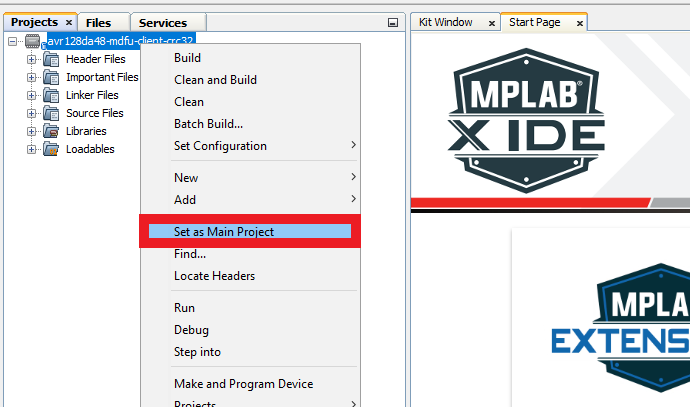 Projects
Files
Services
Kit Window
Start Page
avr128da48-mdfu-client-crc32
Header Files
Important Files
Linker Files
Source Files
Libraries
Loadables
Build
Clean and Build
Clean
Batch Build...
Set Configuration
New
Add
Set as Main Project
Find...
Locate Headers
Run
Debug
Step into
Make and Program Device
Projects
MPLAB®
X IDE
MPLA
EXTENS